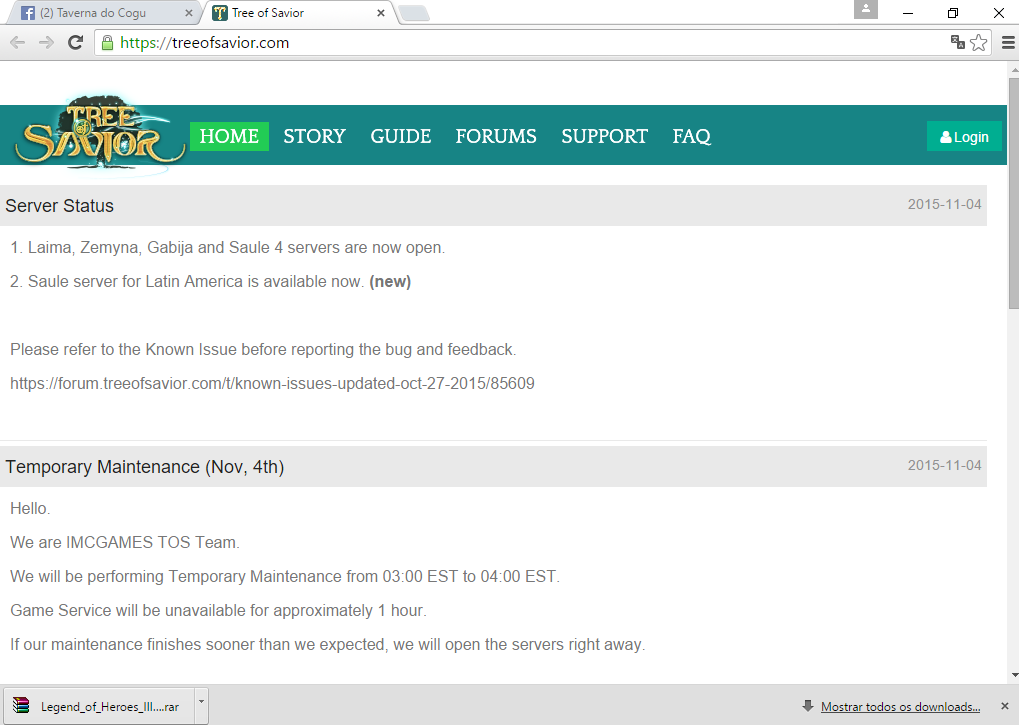 (2) Taverna do Cogu
Tree of Savior
https://treeofsavior.com
TREE
OF
SAVIOR
HOME STORY GUIDE FORUMS SUPPORT FAQ Login
Server Status 2015-11-04
1. Laima, Zemyna, Gabija and Saule 4 servers are now open.
2. Saule server for Latin America is available now. (new)
Please refer to the Known Issue before reporting the bug and feedback.
https://forum.treeofsavior.com/t/known-issues-updated-oct-27-2015/85609
Temporary Maintenance (Nov, 4th) 2015-11-04
Hello.
We are IMCGAMES TOS Team.
We will be performing Temporary Maintenance from 03:00 EST to 04:00 EST.
Game Service will be unavailable for approximately 1 hour.
If our maintenance finishes sooner than we expected, we will open the servers right away.
Legend_of_Heroes_III....rar Mostrar todos os downloads...